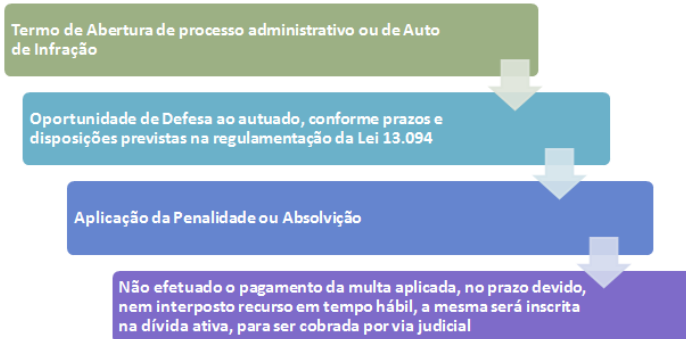 Termo de Abertura de processo administrativo ou de Auto
de Infração
Oportunidade de Defesa ao autuado, conforme prazos e
disposições previstas na regulamentação da Lei 13.094
Aplicação da Penalidade ou Absolvição
Não efetuado o pagamento da multa aplicada, no prazo devido,
nem interposto recurso em tempo hábil, a mesma será inscrita
na dívida ativa, para ser cobrada por via judicial